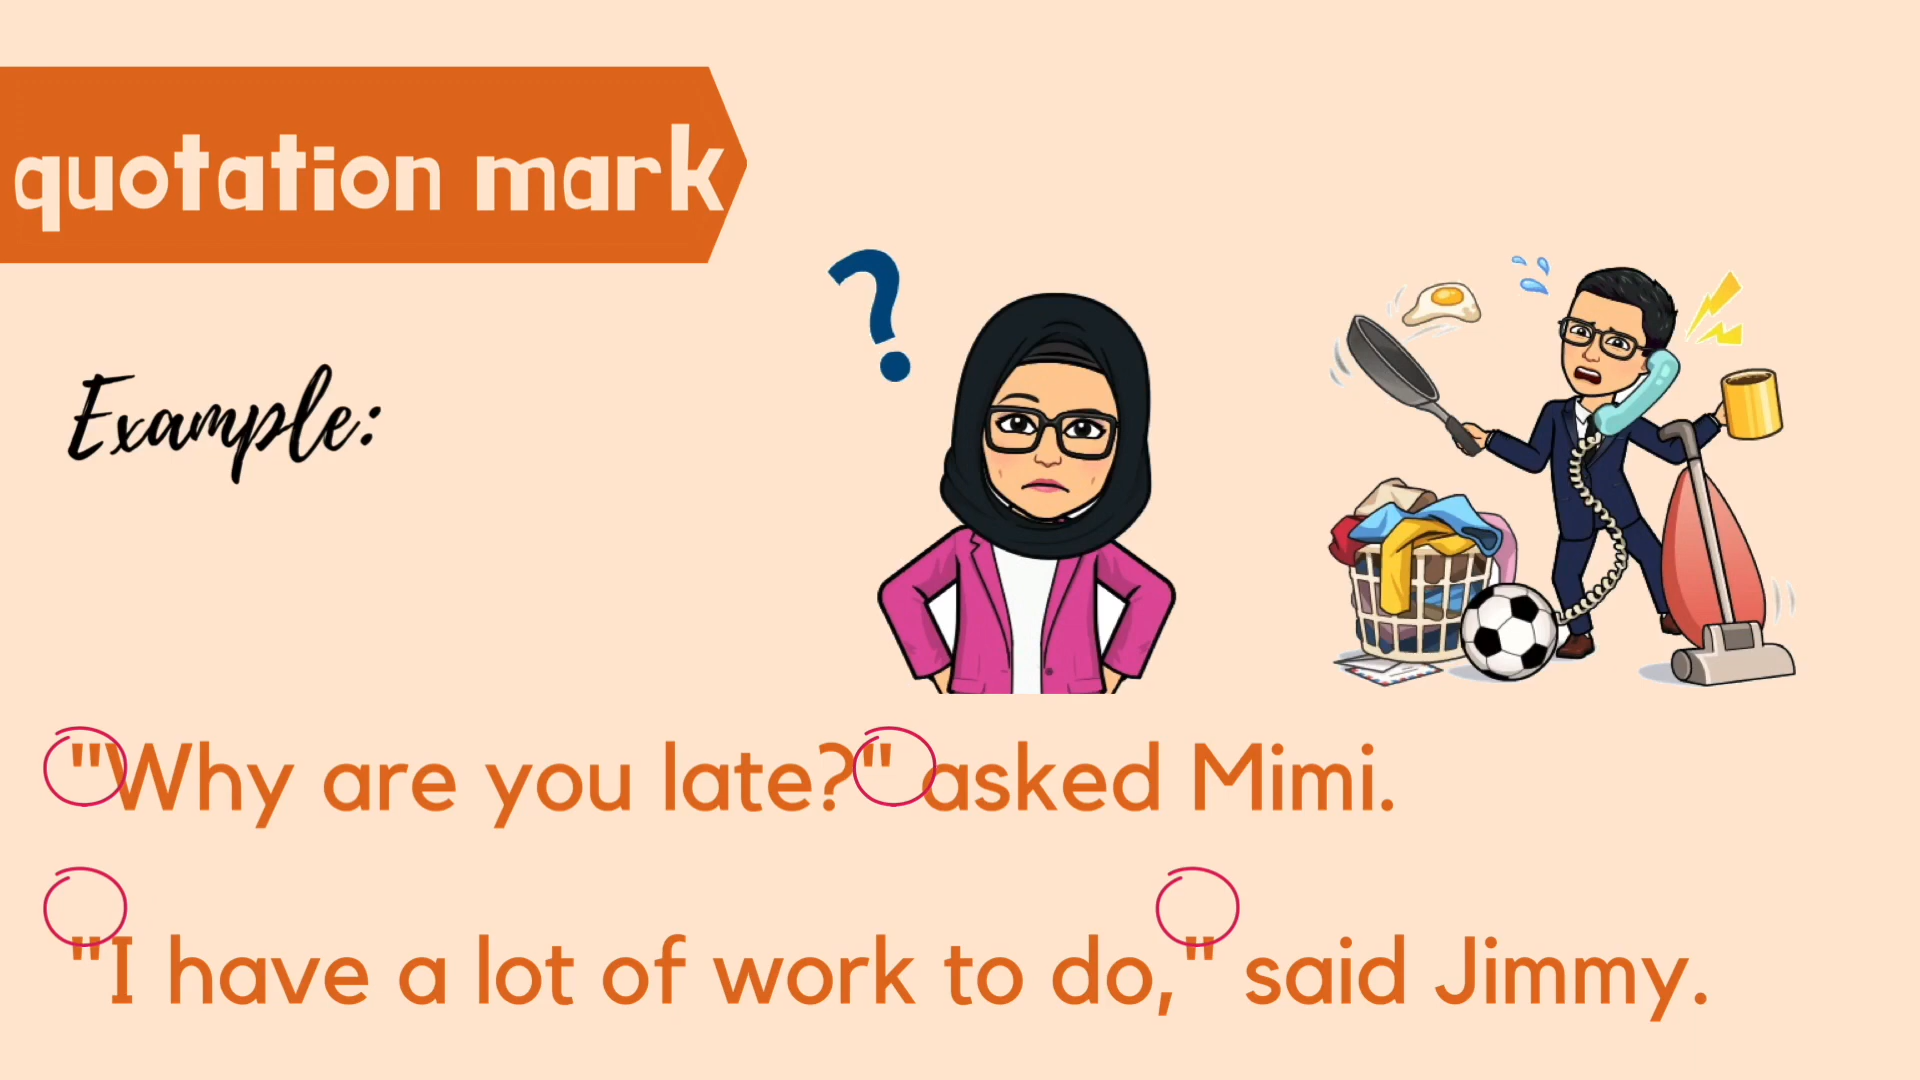 quotation mark
Example:
"Why are you late?" asked Mimi.
"I have a lot of work to do," said Jimmy.